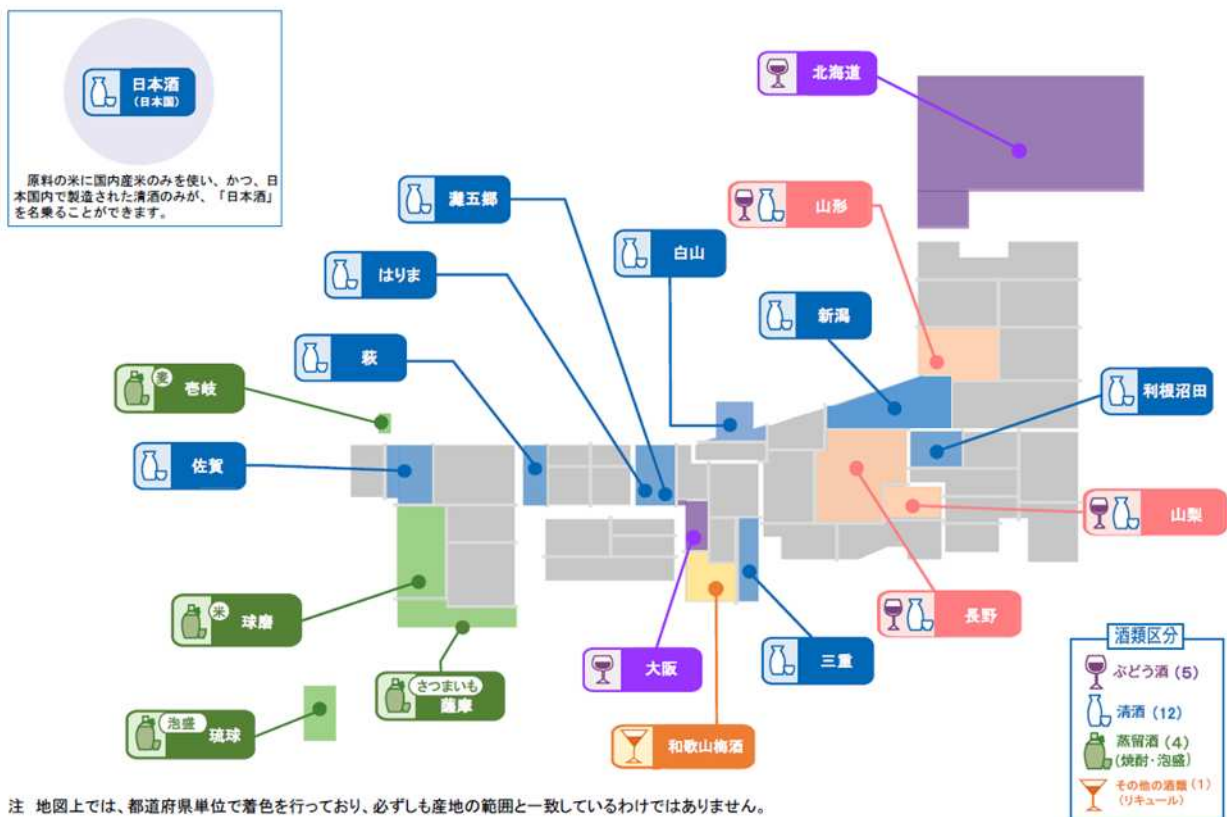 日本酒
(日本国)
原料の米に国内産米のみを使い、かつ、日
本国内で製造された清酒のみが、「日本酒」
を名乗ることができます。
北海道
灘五郷
山形
白山
はりま
新潟
萩
麦
壱岐
利根沼田
佐賀
山梨
米
球磨
長野
大阪
三重
さつまいも
薩摩
泡盛
琉球
和歌山梅酒
酒類区分
ぶどう酒 (5)
清酒 (12)
蒸留酒 (4)
(焼酎・泡盛)
その他の酒類 (1)
(リキュール)
注 地図上では、都道府県単位で着色を行っており、必ずしも産地の範囲と一致しているわけではありません。